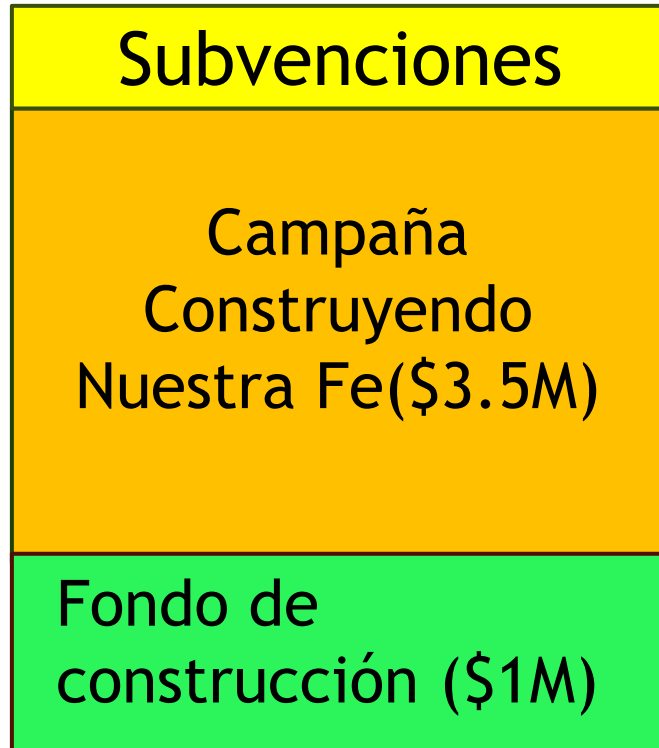 Subvenciones
Campaña
Construyendo
Nuestra Fe($3.5M)
Fondo de
construcción ($1M)